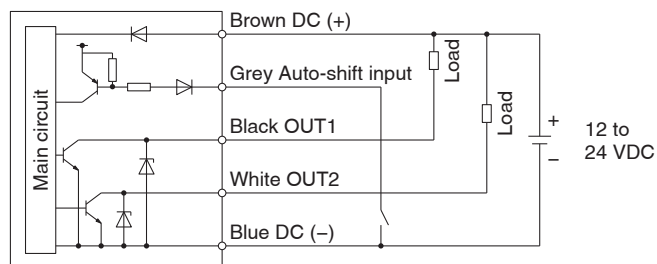 Brown DC (+)
Grey Auto-shift input
Load
Load
Black OUT1
Main circuit
+
12 to
24 VDC
−
White OUT2
Blue DC (−)